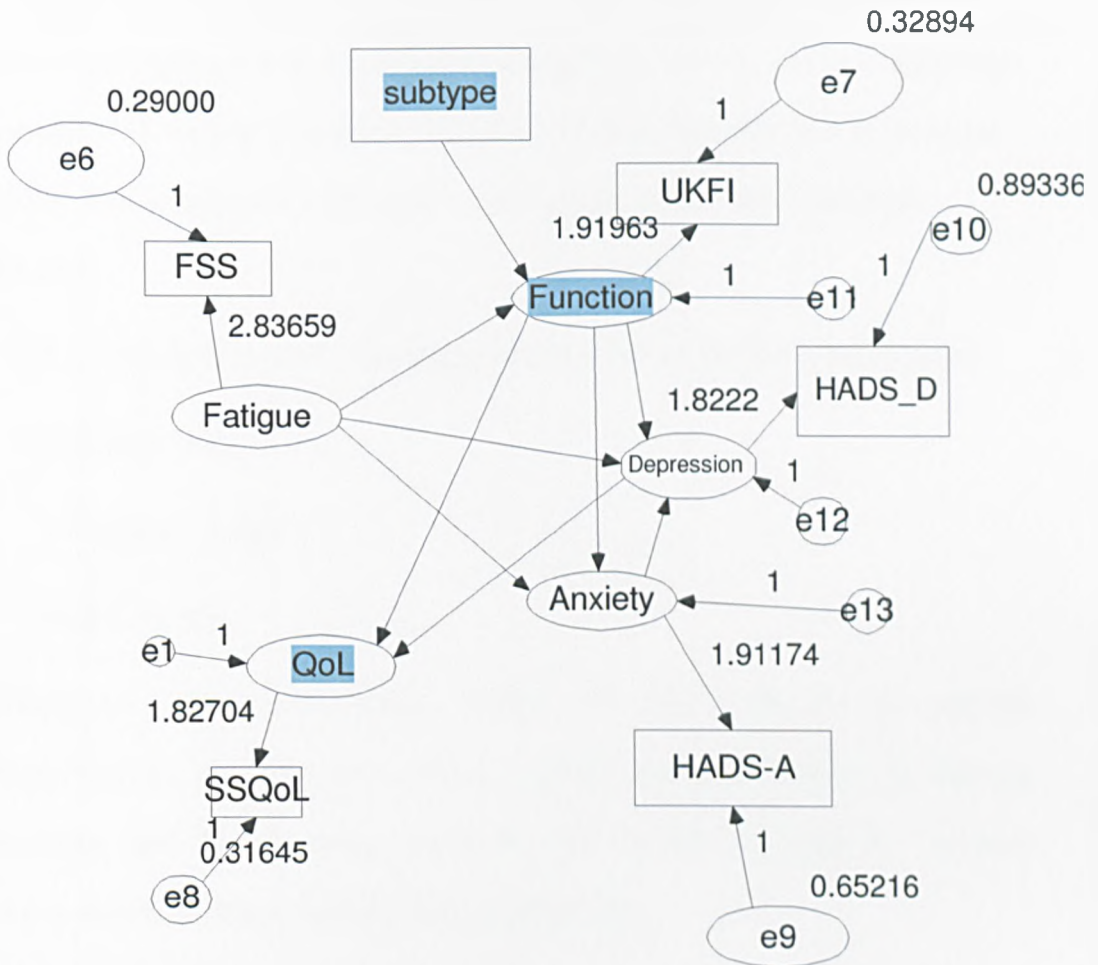 0.32894
subtype
e7
0.29000
1
e6
1
UKFI
0.89336
1.91963
e10
FSS
1
1
Function
e11
2.83659
HADS_D
1.8222
Fatigue
Depression
1
e12
Anxiety
1
e13
1
e1
QoL
1.91174
1.82704
HADS-A
SSQoL
1
0.31645
1
0.65216
e8
e9